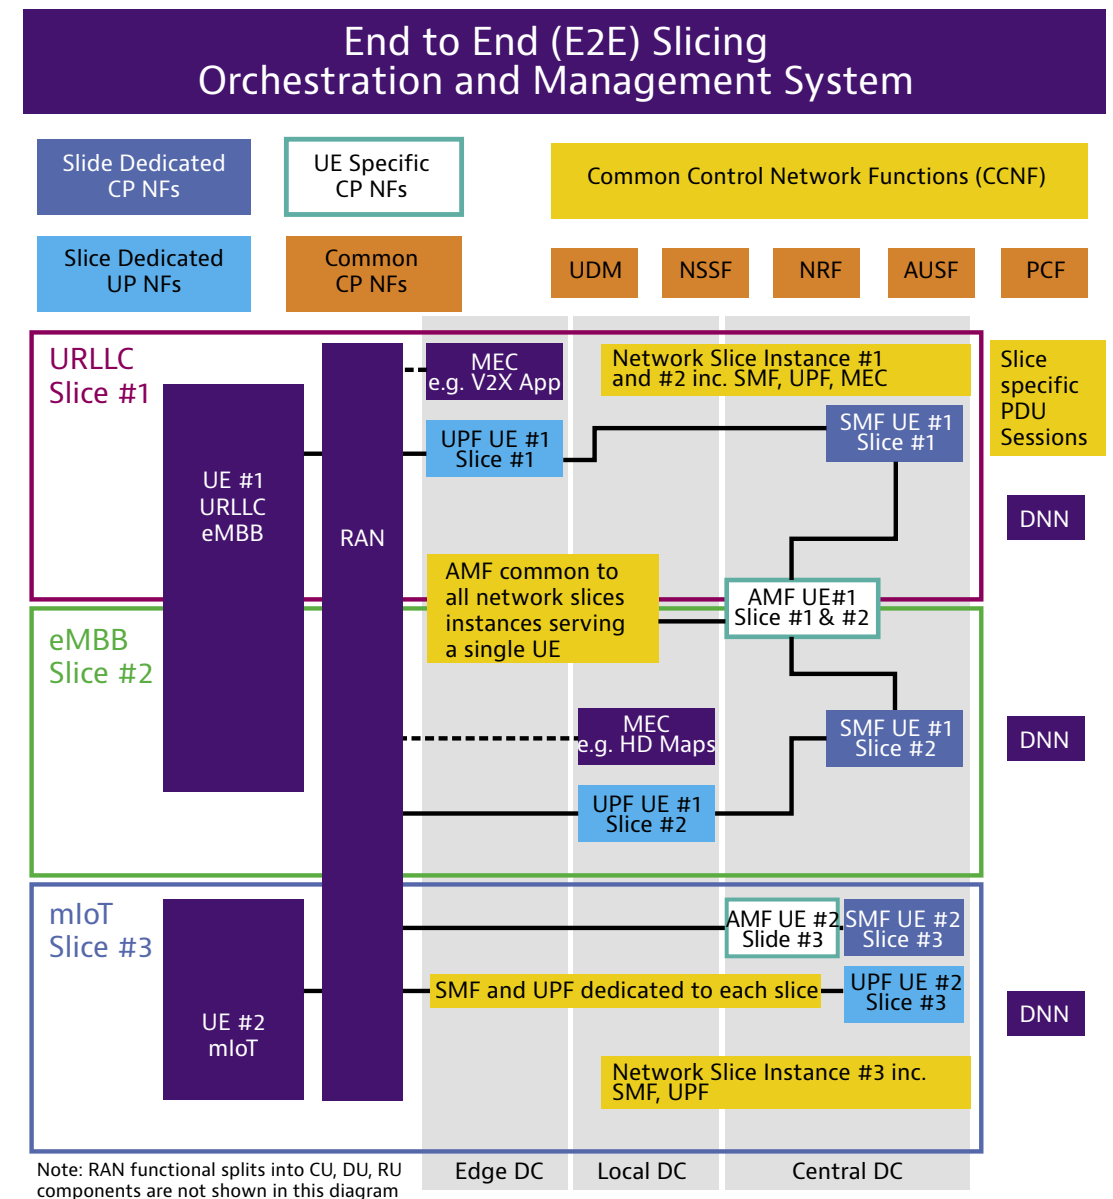 End to End (E2E) Slicing
Orchestration and Management System
Slide Dedicated
CP NFs
UE Specific
CP NFs
Common Control Network Functions (CCNF)
Slice Dedicated
UP NFs
Common
CP NFs
UDM
NSSF
NRF
AUSF
PCF
URLLC
Slice #1
MEC
e.g. V2X App
Network Slice Instance #1
and #2 inc. SMF, UPF, MEC
Slice
specific
PDU
Sessions
UPF UE #1
Slice #1
SMF UE #1
Slice #1
UE #1
URLLC
eMBB
RAN
DNN
AMF common to
all network slices
instances serving
a single UE
AMF UE#1
Slice #1 & #2
eMBB
Slice #2
MEC
e.g. HD Maps
SMF UE #1
Slice #2
DNN
UPF UE #1
Slice #2
mIoT
Slice #3
AMF UE #2
Slide #3
SMF UE #2
Slice #3
SMF and UPF dedicated to each slice
UPF UE #2
Slice #3
UE #2
mIoT
DNN
Network Slice Instance #3 inc.
SMF, UPF
Note: RAN functional splits into CU, DU, RU
components are not shown in this diagram
Edge DC
Local DC
Central DC